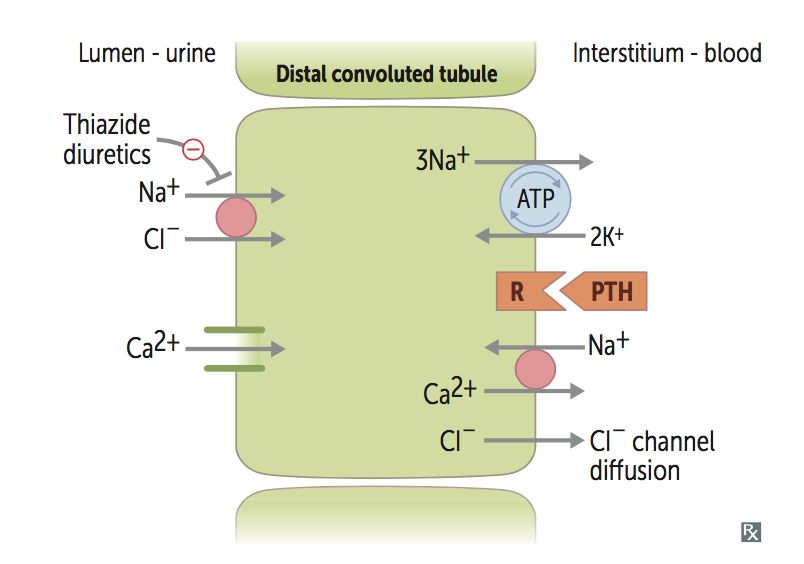 Lumen - urine
Distal convoluted tubule
Interstitium - blood
Thiazide
diuretics
Na+
Cl−
Ca2+
3Na+
ATP
2K+
R
PTH
Na+
Ca2+
Cl−
Cl− channel
diffusion
Rx